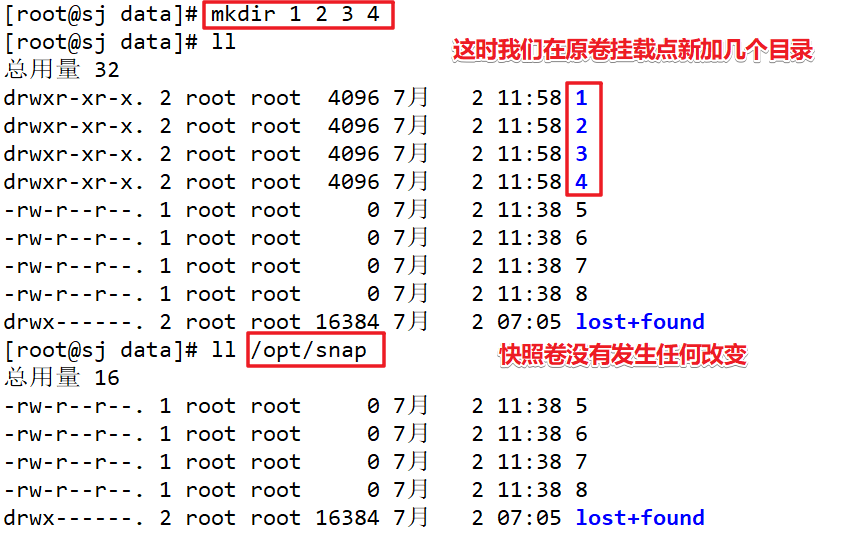 [root@sj data]# mkdir 1 2 3 4
[root@sj data]# ll
这时我们在原卷挂载点新加几个目录
总用量 32
drwxr-xr-x. 2 root root  4096 7月   2 11:58 1
drwxr-xr-x. 2 root root  4096 7月   2 11:58 2
drwxr-xr-x. 2 root root  4096 7月   2 11:58 3
drwxr-xr-x. 2 root root  4096 7月   2 11:58 4
-rw-r--r--. 1 root root     0 7月   2 11:38 5
-rw-r--r--. 1 root root     0 7月   2 11:38 6
-rw-r--r--. 1 root root     0 7月   2 11:38 7
-rw-r--r--. 1 root root     0 7月   2 11:38 8
drwx------. 2 root root 16384 7月   2 07:05 lost+found
[root@sj data]# ll /opt/snap
快照卷没有发生任何改变
总用量 16
-rw-r--r--. 1 root root     0 7月   2 11:38 5
-rw-r--r--. 1 root root     0 7月   2 11:38 6
-rw-r--r--. 1 root root     0 7月   2 11:38 7
-rw-r--r--. 1 root root     0 7月   2 11:38 8
drwx------. 2 root root 16384 7月   2 07:05 lost+found